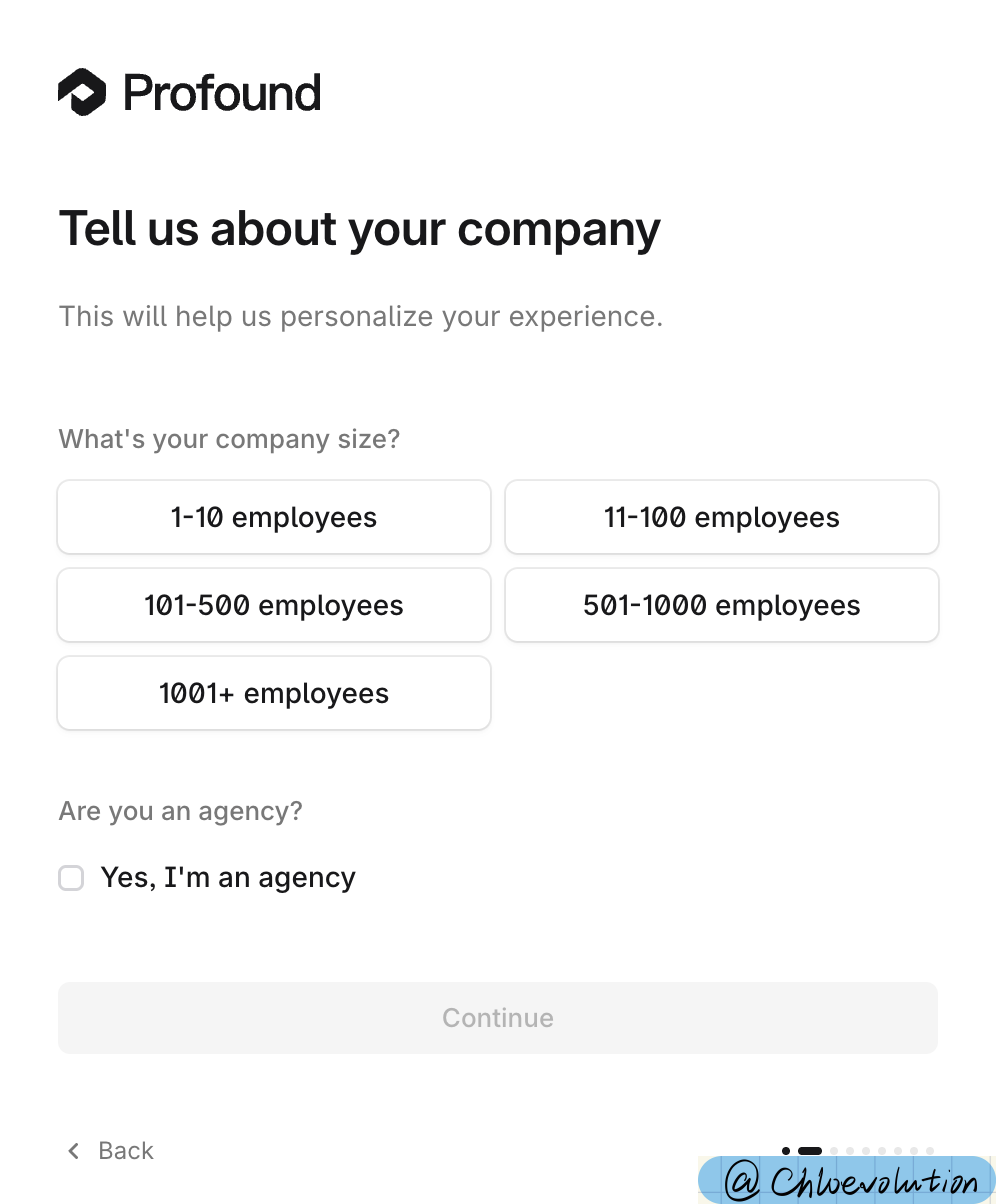 Profound
Tell us about your company
This will help us personalize your experience.
What's your company size?
1-10 employees
11-100 employees
101-500 employees
501-1000 employees
1001+ employees
Are you an agency?
Yes, I'm an agency
Continue
Back
@ Chloevolution